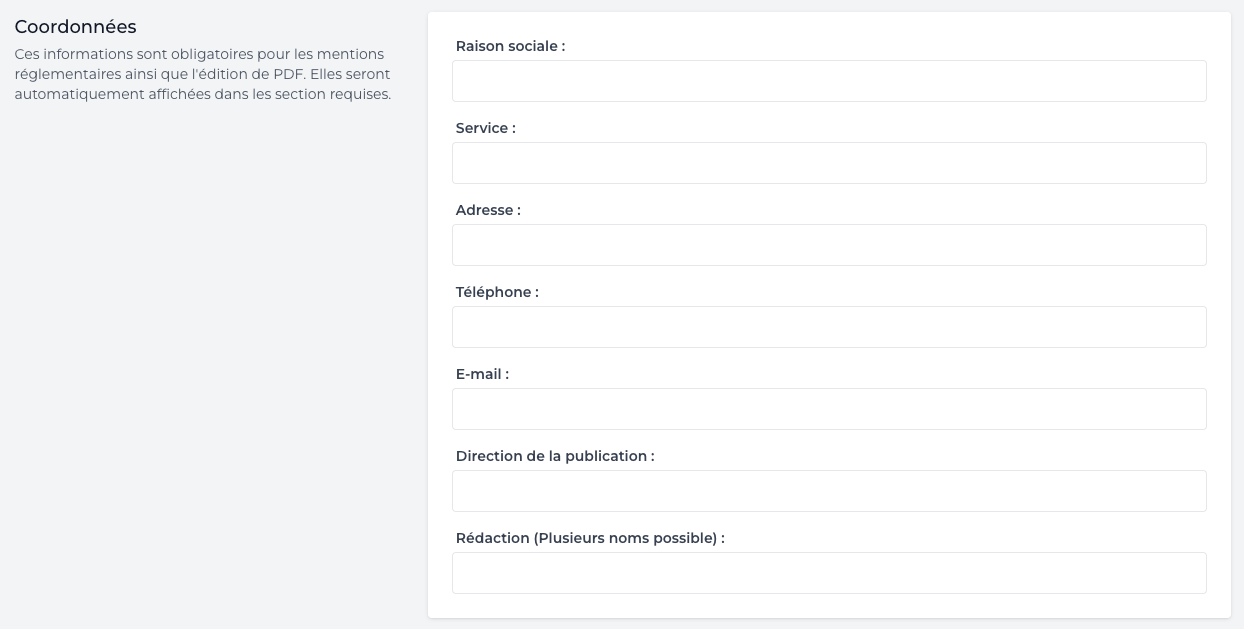 Coordonnées
Ces informations sont obligatoires pour les mentions
réglementaires ainsi que l'édition de PDF. Elles seront
automatiquement affichées dans les section requises.
Raison sociale :
Service :
Adresse :
Téléphone :
E-mail :
Direction de la publication :
Rédaction (Plusieurs noms possible) :